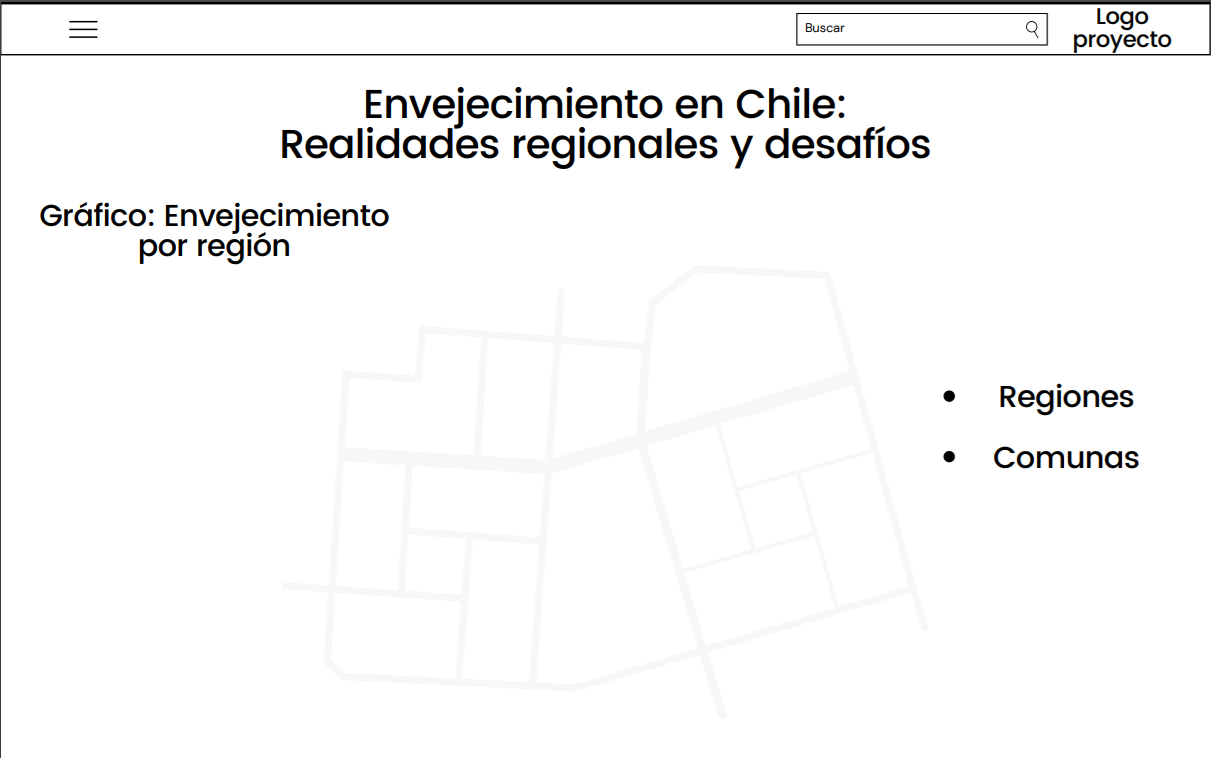 Buscar
Logo
proyecto
Envejecimiento en Chile:
Realidades regionales y desafíos
Gráfico: Envejecimiento
por región
• Regiones
• Comunas